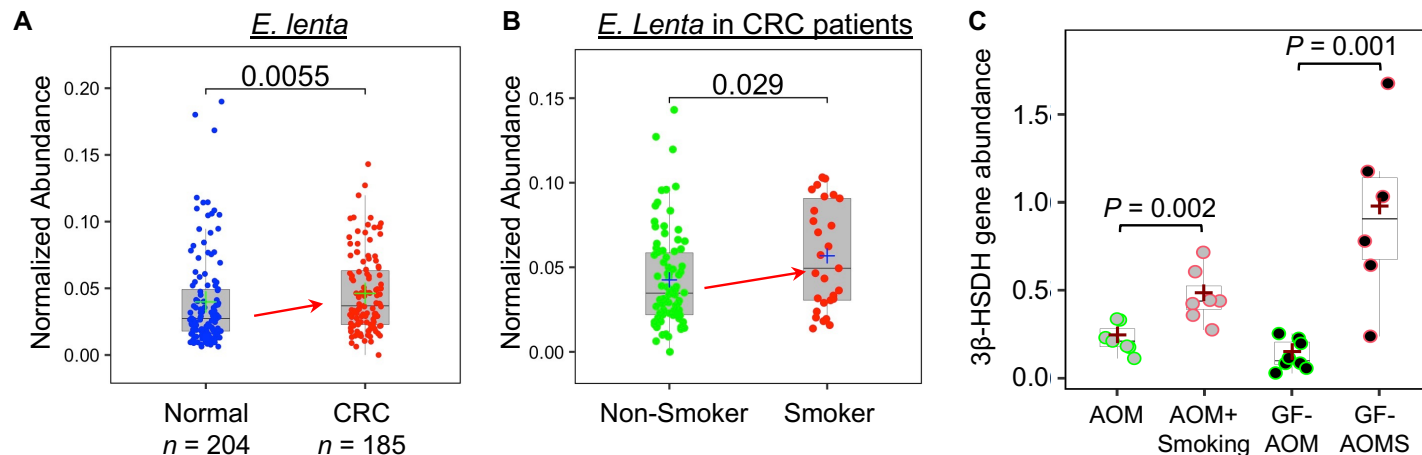 A
E. lenta
Normalized Abundance
0.20
0.15
0.10
0.05
0.00
0.0055
Normal
n = 204
CRC
n = 185
B
E. Lenta in CRC patients
Normalized Abundance
0.15
0.10
0.05
0.00
0.029
Non-Smoker
Smoker
C
3β-HSDH gene abundance
1.5
1.0
0.5
0.0
P = 0.002
P = 0.001
AOM
AOM+
Smoking
GF-
AOM
GF-
AOMS